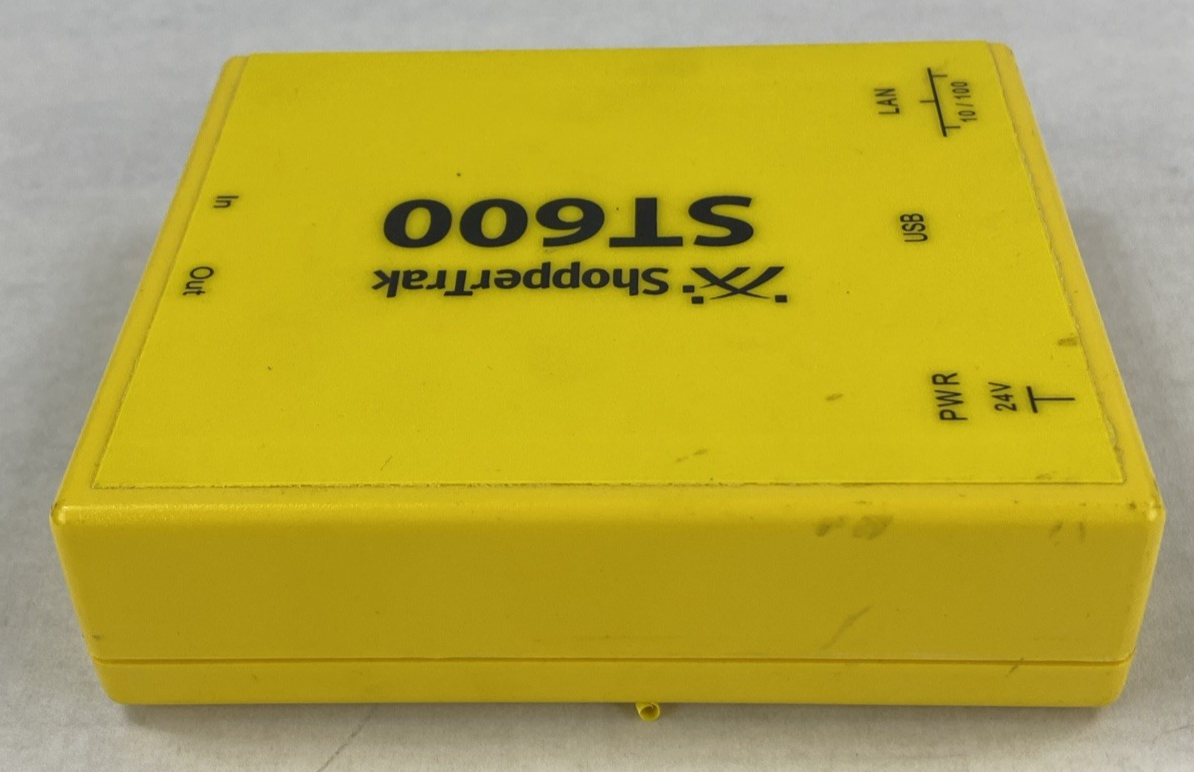 ShopperTrak
ST600
In
Out
LAN
10/100
USB
PWR
24V